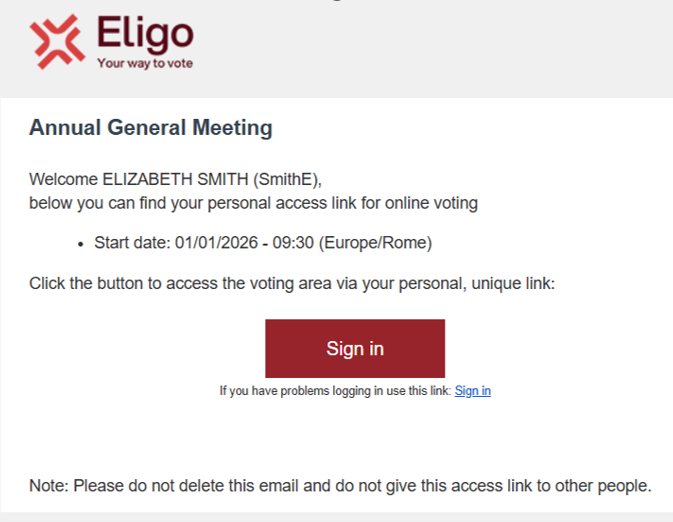 Eligo
Your way to vote
Annual General Meeting
Welcome ELIZABETH SMITH (SmithE),
below you can find your personal access link for online voting
• Start date: 01/01/2026 - 09:30 (Europe/Rome)
Click the button to access the voting area via your personal, unique link:
Sign in
If you have problems logging in use this link: Sign in
Note: Please do not delete this email and do not give this access link to other people.